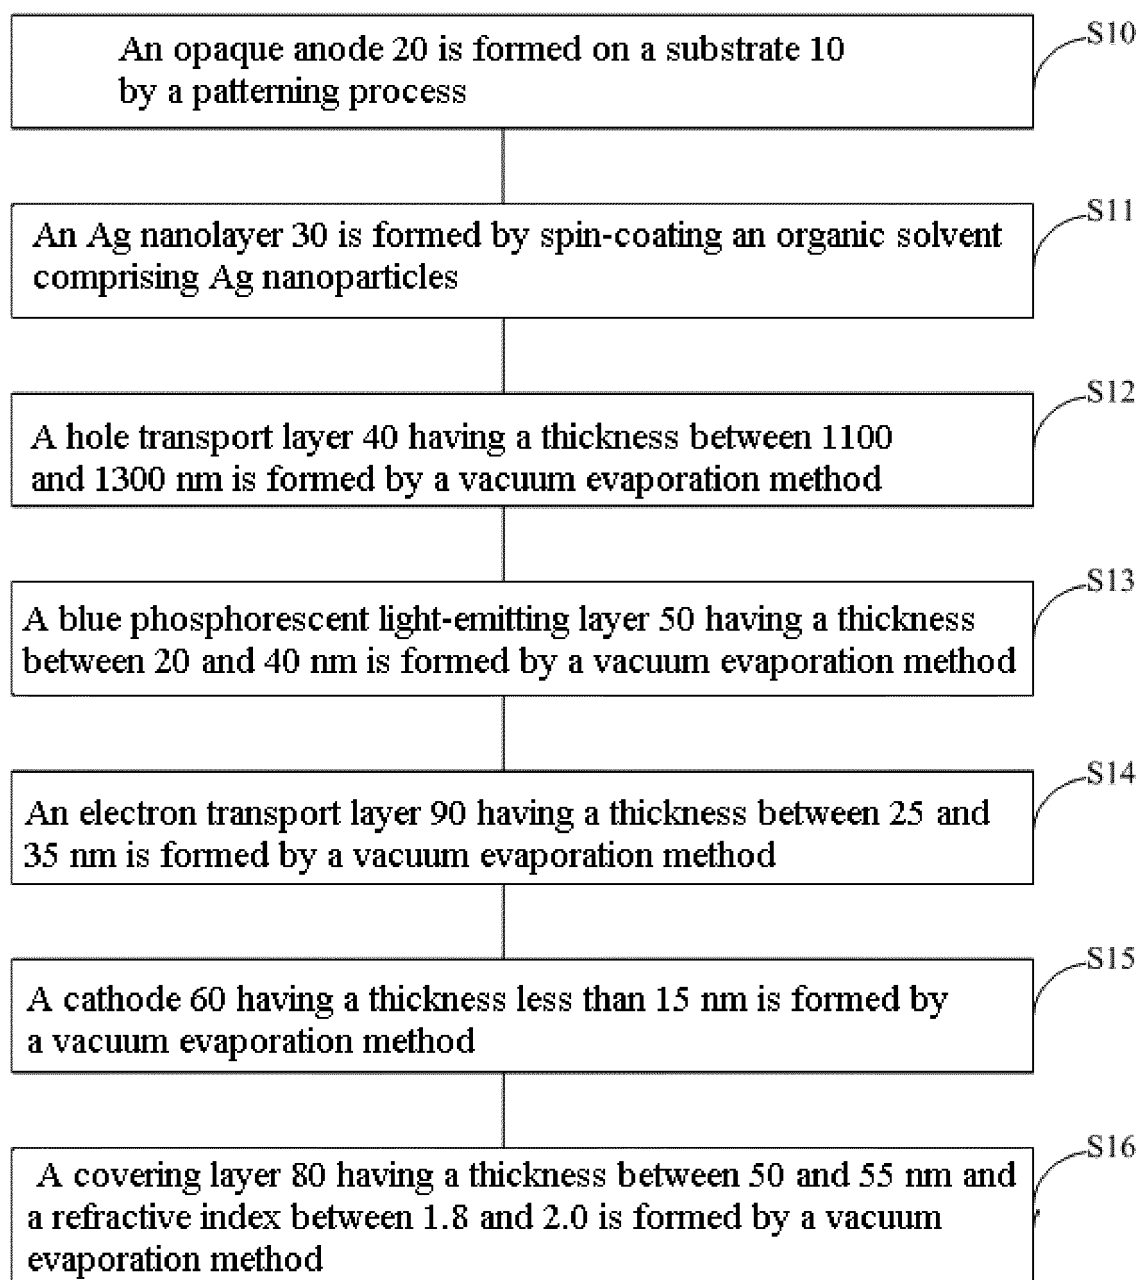 An opaque anode 20 is formed on a substrate 10
by a patterning process
S10
An Ag nanolayer 30 is formed by spin-coating an organic solvent
comprising Ag nanoparticles
S11
A hole transport layer 40 having a thickness between 1100
and 1300 nm is formed by a vacuum evaporation method
S12
A blue phosphorescent light-emitting layer 50 having a thickness
between 20 and 40 nm is formed by a vacuum evaporation method
S13
An electron transport layer 90 having a thickness between 25 and
35 nm is formed by a vacuum evaporation method
S14
A cathode 60 having a thickness less than 15 nm is formed by
a vacuum evaporation method
S15
A covering layer 80 having a thickness between 50 and 55 nm and
a refractive index between 1.8 and 2.0 is formed by a vacuum
evaporation method
S16